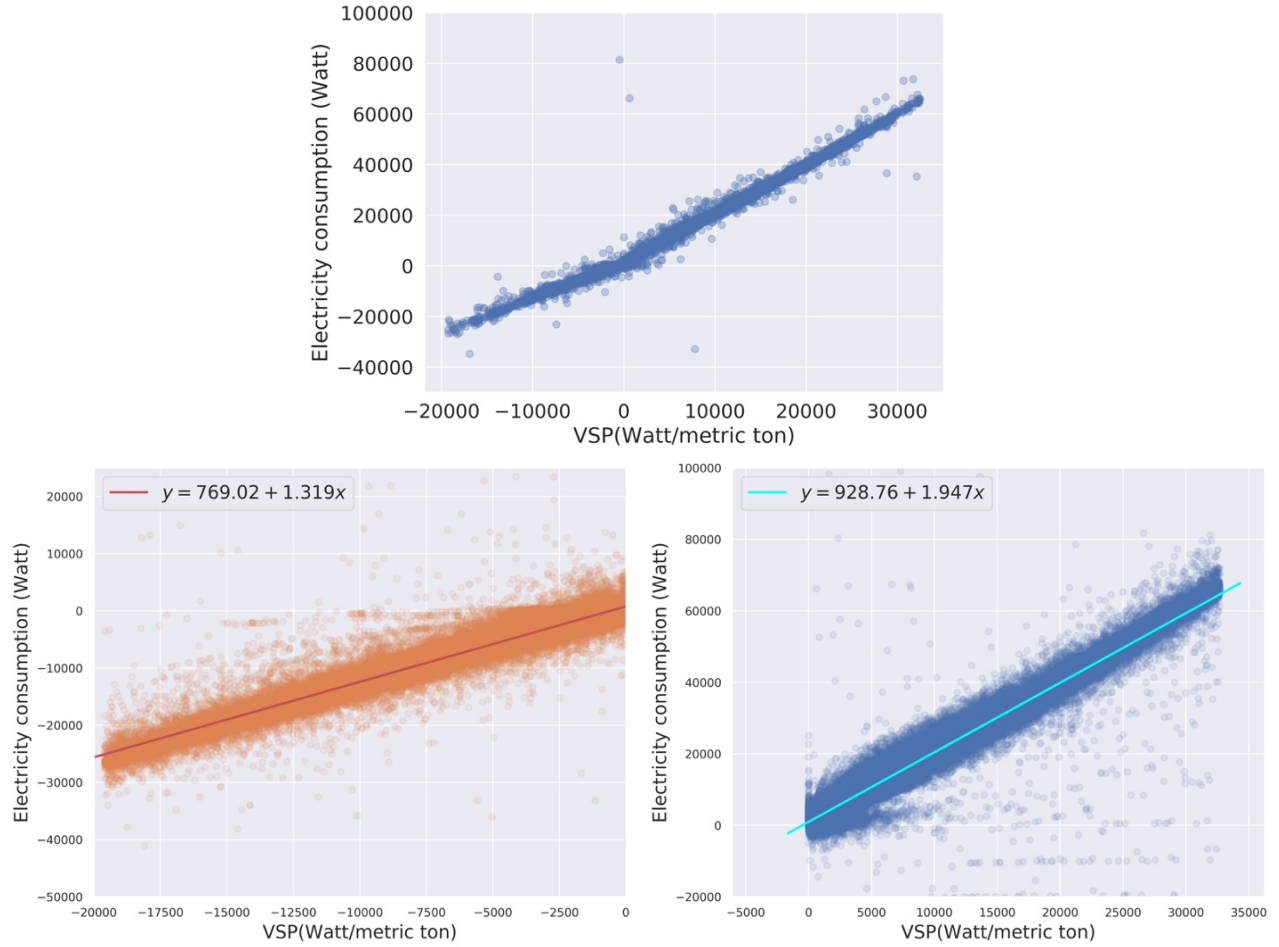 100000
80000
60000
40000
20000
0
−20000
−40000
Electricity consumption (Watt)
−20000 −10000 0 10000 20000 30000
VSP(Watt/metric ton)
y = 769.02 + 1.319x
20000
10000
0
−10000
−20000
−30000
−40000
−50000
Electricity consumption (Watt)
−20000 −17500 −15000 −12500 −10000 −7500 −5000 −2500 0
VSP(Watt/metric ton)
y = 928.76 + 1.947x
100000
80000
60000
40000
20000
0
−20000
Electricity consumption (Watt)
−5000 0 5000 10000 15000 20000 25000 30000 35000
VSP(Watt/metric ton)